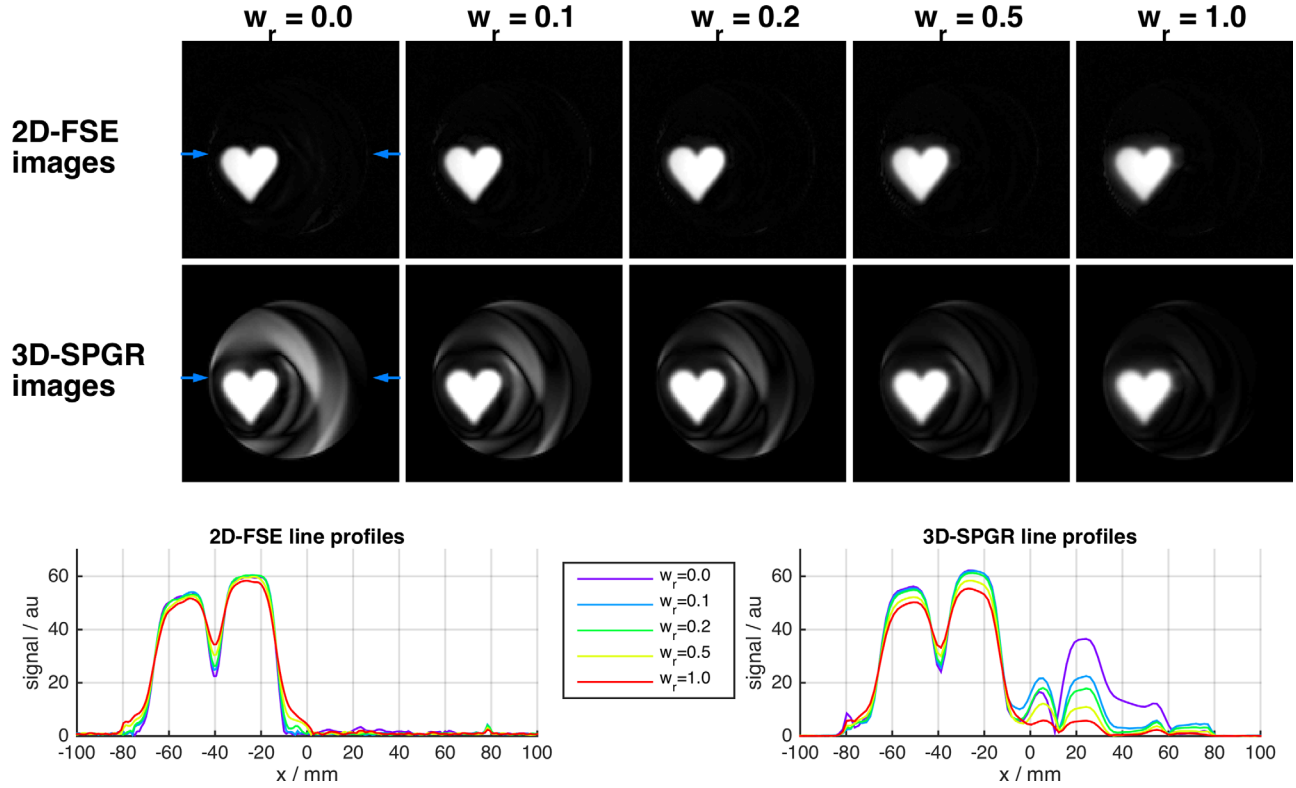 w_r = 0.0 w_r = 0.1 w_r = 0.2 w_r = 0.5 w_r = 1.0
2D-FSE
images
3D-SPGR
images
2D-FSE line profiles
signal / au
60
40
20
0
-100 -80 -60 -40 -20 0 20 40 60 80 100
x / mm
w_r=0.0
w_r=0.1
w_r=0.2
w_r=0.5
w_r=1.0
3D-SPGR line profiles
signal / au
60
40
20
0
-100 -80 -60 -40 -20 0 20 40 60 80 100
x / mm